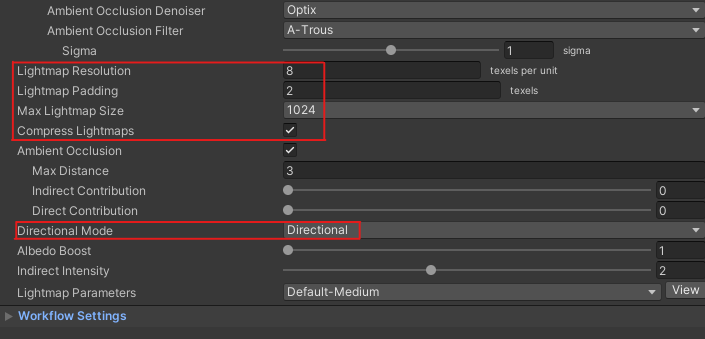 Ambient Occlusion Denoiser Optix
Ambient Occlusion Filter A-Trous
Sigma 1 sigma
Lightmap Resolution 8 texels per unit
Lightmap Padding 2 texels
Max Lightmap Size 1024
Compress Lightmaps
Ambient Occlusion
Max Distance 3
Indirect Contribution 0
Direct Contribution 0
Directional Mode Directional
Albedo Boost 1
Indirect Intensity 2
Lightmap Parameters Default-Medium View
Workflow Settings